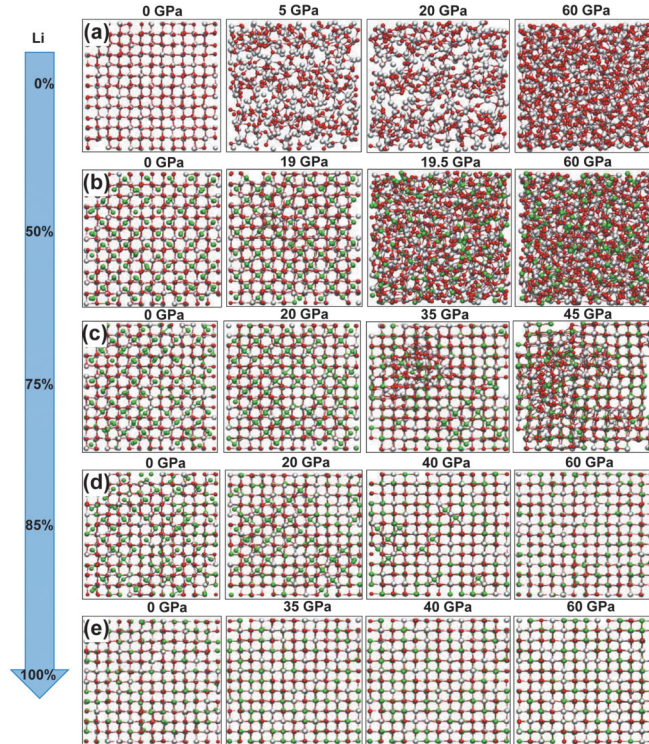 0 GPa 5 GPa 20 GPa 60 GPa
Li
(a)
0%
0 GPa 19 GPa 19.5 GPa 60 GPa
(b)
50%
0 GPa 20 GPa 35 GPa 45 GPa
(c)
75%
0 GPa 20 GPa 40 GPa 60 GPa
(d)
85%
0 GPa 35 GPa 40 GPa 60 GPa
(e)
100%